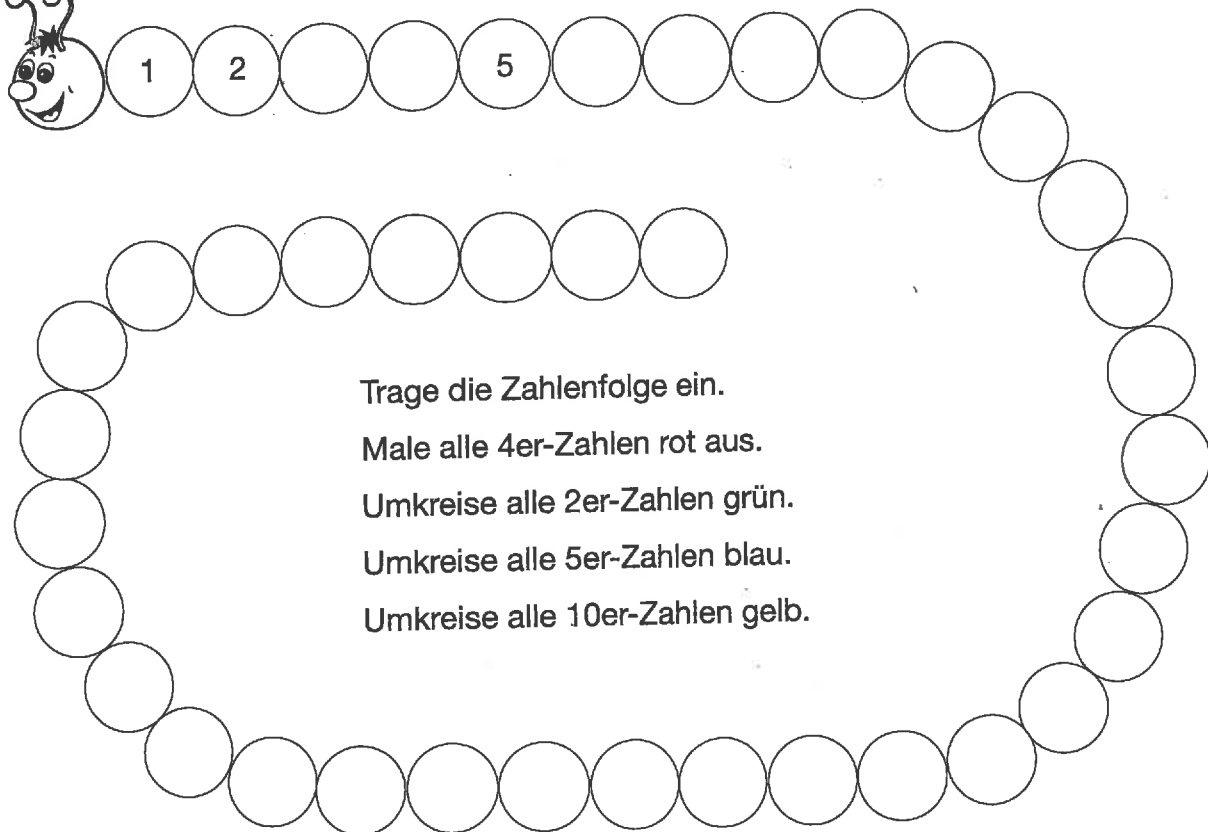 1 2 5
Trage die Zahlenfolge ein.
Male alle 4er-Zahlen rot aus.
Umkreise alle 2er-Zahlen grün.
Umkreise alle 5er-Zahlen blau.
Umkreise alle 10er-Zahlen gelb.